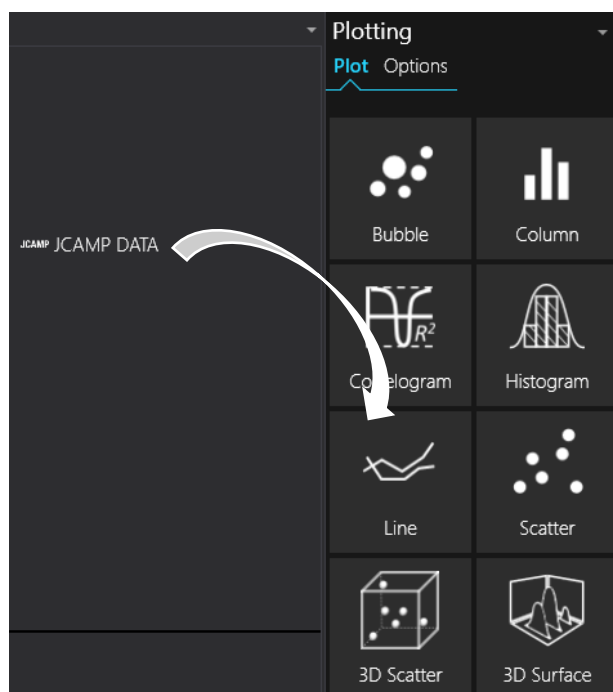 Plotting
Plot Options
JCAMP JCAMP DATA
Bubble Column
R²
Correlogram Histogram
Line Scatter
3D Scatter 3D Surface